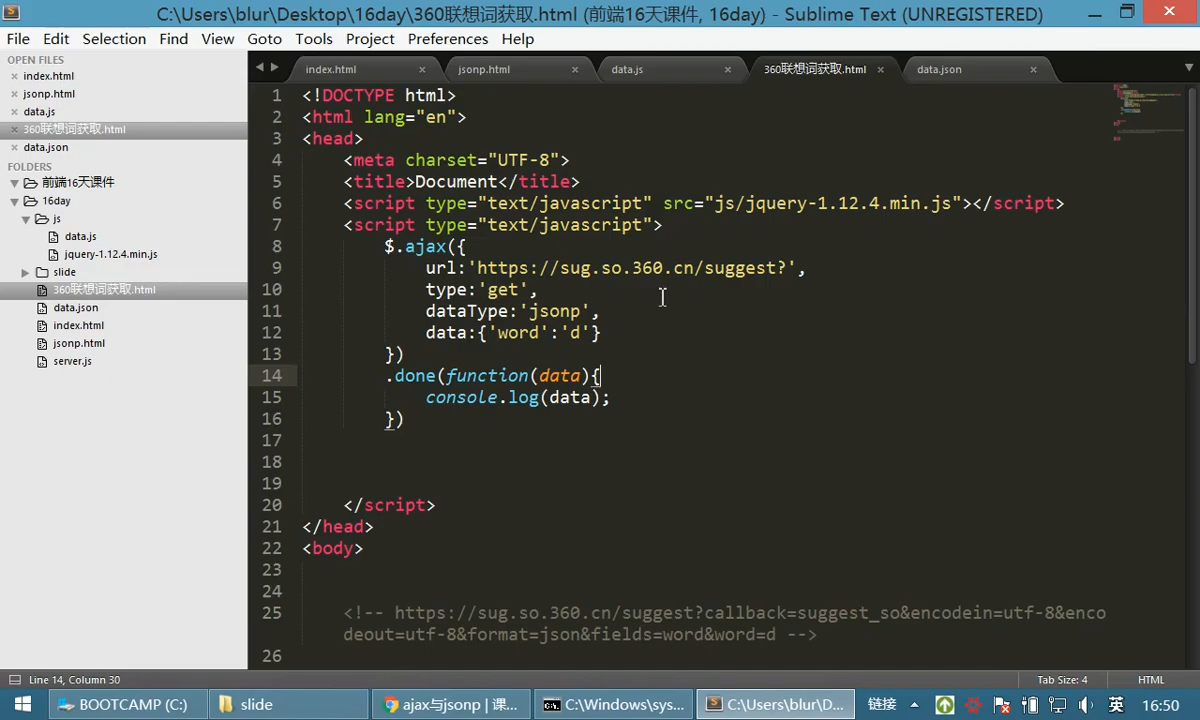 C:\Users\blur\Desktop\16day\360联想词获取.html (前端16天课件, 16day) - Sublime Text (UNREGISTERED)
File Edit Selection Find View Goto Tools Project Preferences Help
OPEN FILES
index.html
jsonp.html
data.js
360联想词获取.html
data.json
FOLDERS
前端16天课件
16day
js
data.js
jquery-1.12.4.min.js
slide
360联想词获取.html
data.json
index.html
jsonp.html
server.js
index.html jsonp.html data.js 360联想词获取.html data.json
1 <!DOCTYPE html>
2 <html lang="en">
3 <head>
4 <meta charset="UTF-8">
5 <title>Document</title>
6 <script type="text/javascript" src="js/jquery-1.12.4.min.js"></script>
7 <script type="text/javascript">
8 $.ajax({
9 url:'https://sug.so.360.cn/suggest?',
10 type:'get',
11 dataType:'jsonp',
12 data:{'word':'d'}
13 })
14 .done(function(data){
15 console.log(data);
16 })
17
18
19
20 </script>
21 </head>
22 <body>
23
24
25 <!-- https://sug.so.360.cn/suggest?callback=suggest_so&encodein=utf-8&enco
deout=utf-8&format=json&fields=word&word=d -->
26
Line 14, Column 30 Tab Size: 4 HTML
BOOTCAMP (C:) slide ajax与jsonp | 课... C:\Windows\sys... C:\Users\blur\D... 链接 英 16:50